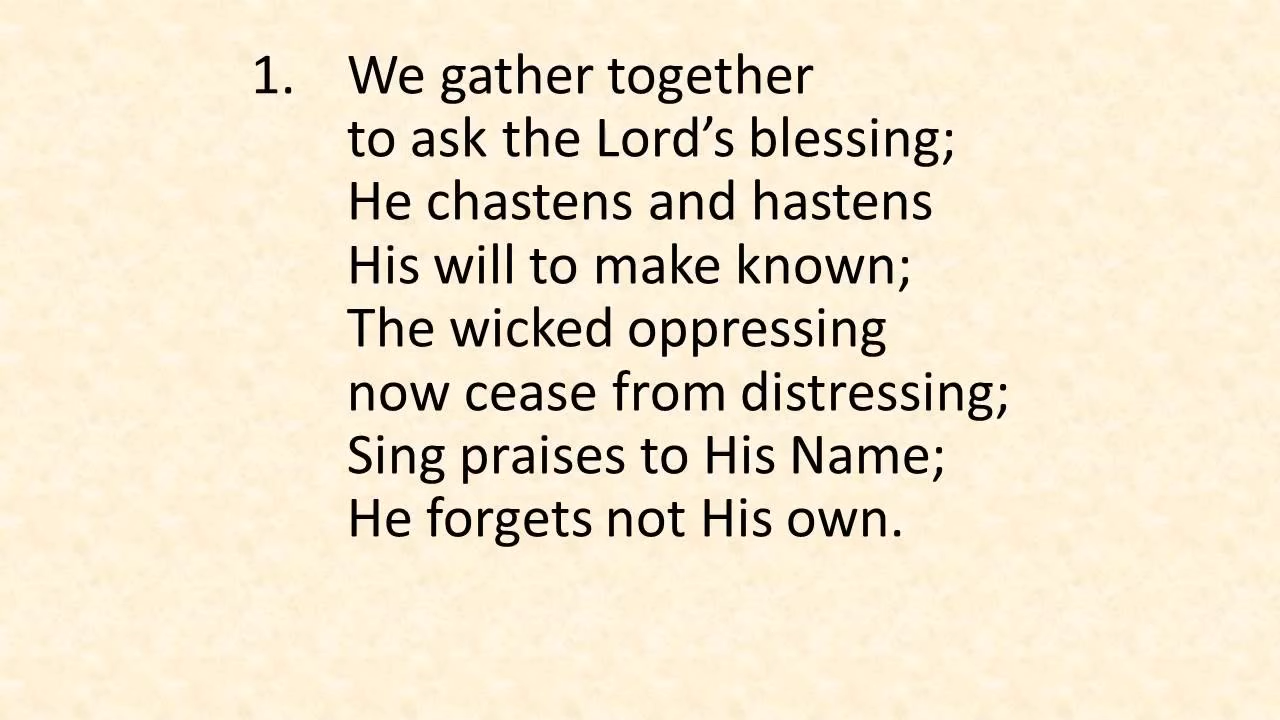 1. We gather together
to ask the Lord’s blessing;
He chastens and hastens
His will to make known;
The wicked oppressing
now cease from distressing;
Sing praises to His Name;
He forgets not His own.